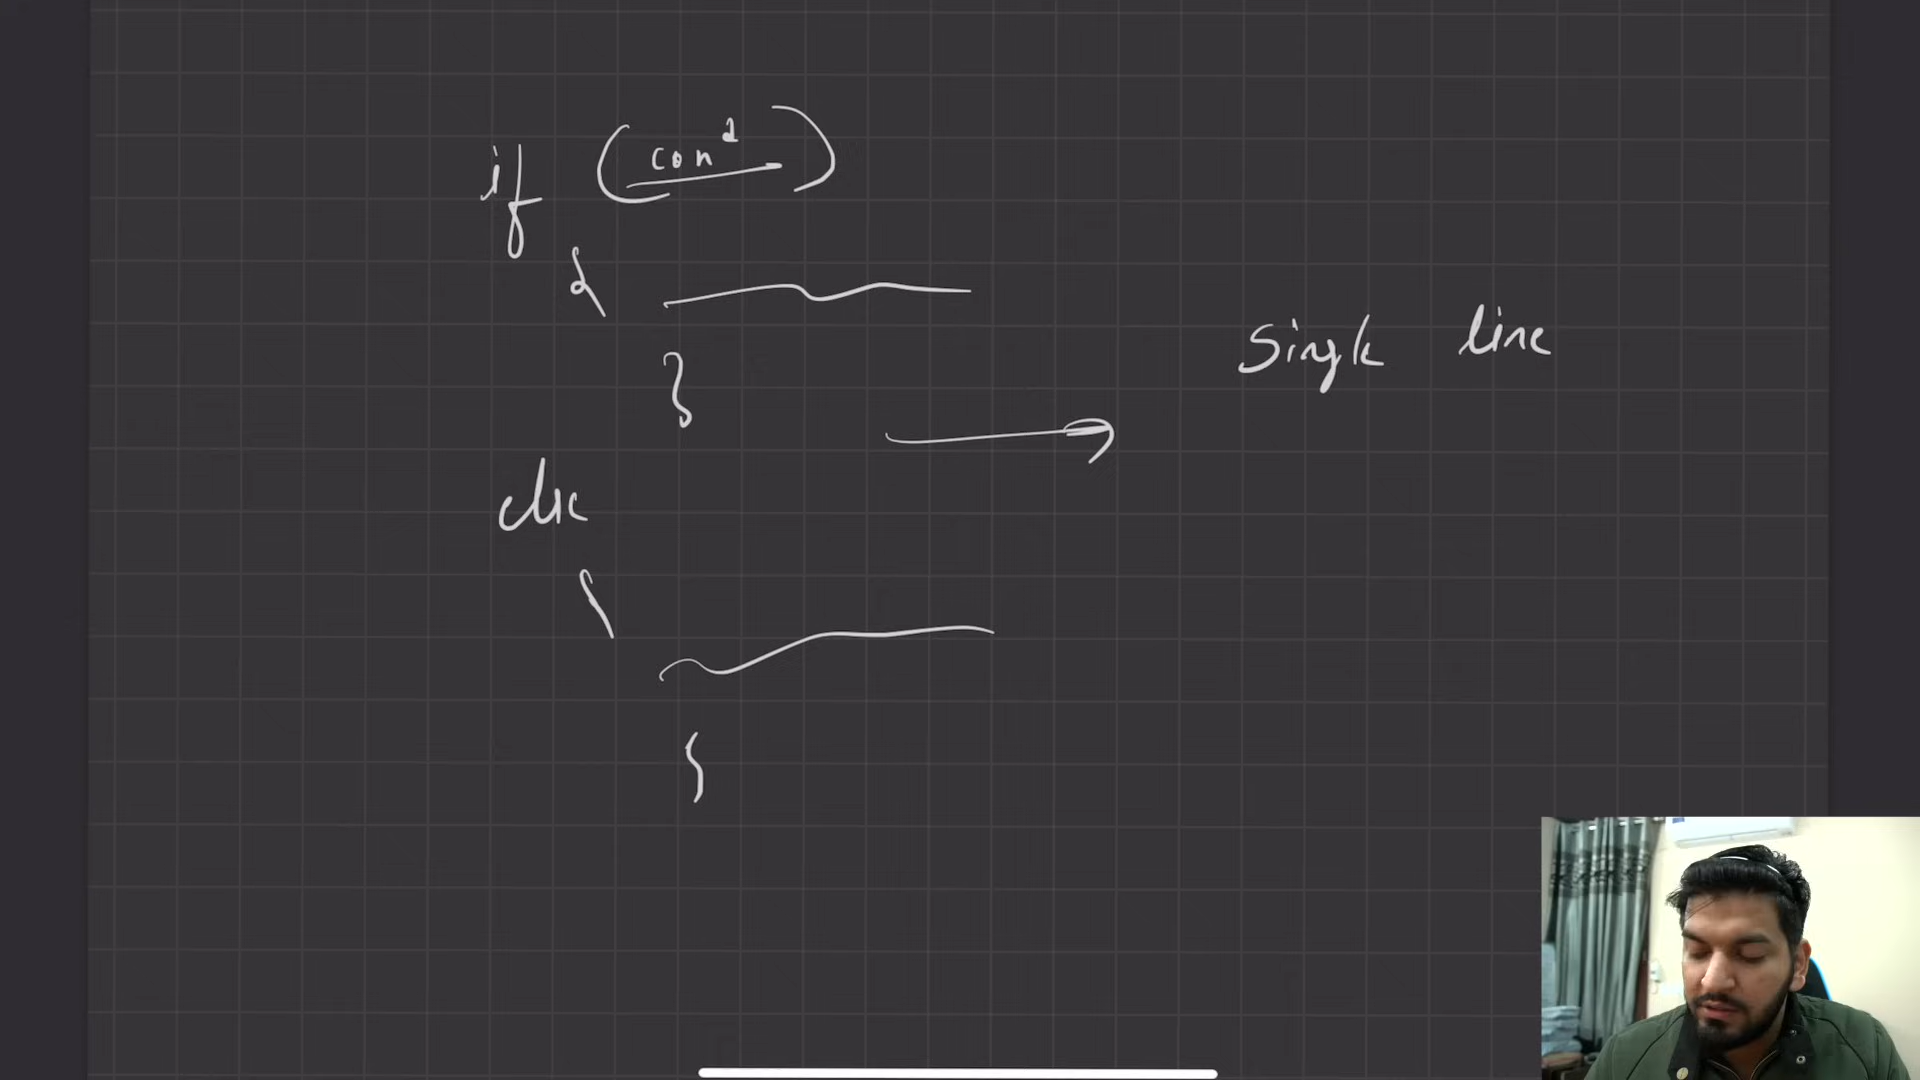 if (conᵈ)
{
}
single line
else
{
}